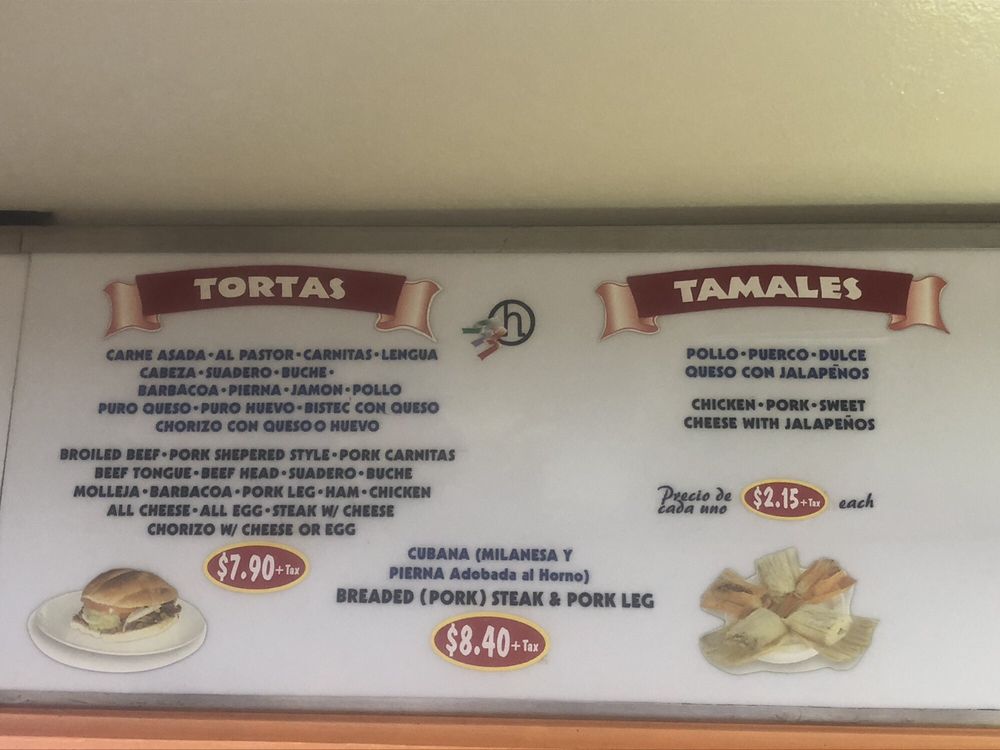 TORTAS
CARNE ASADA • AL PASTOR • CARNITAS • LENGUA
CABEZA • SUADERO • BUCHE •
BARBACOA • PIERNA • JAMON • POLLO
PURO QUESO • PURO HUEVO • BISTEC CON QUESO
CHORIZO CON QUESO O HUEVO
BROILED BEEF • PORK SHEPERED STYLE • PORK CARNITAS
BEEF TONGUE • BEEF HEAD • SUADERO • BUCHE
MOLLEJA • BARBACOA • PORK LEG • HAM • CHICKEN
ALL CHEESE • ALL EGG • STEAK W/ CHEESE
CHORIZO W/ CHEESE OR EGG
$7.90 + Tax
CUBANA (MILANESA Y
PIERNA Adobada al Horno)
BREADED (PORK) STEAK & PORK LEG
$8.40 + Tax
h
TAMALES
POLLO • PUERCO • DULCE
QUESO CON JALAPEÑOS
CHICKEN • PORK • SWEET
CHEESE WITH JALAPEÑOS
Precio de
cada uno
$2.15 + Tax
each